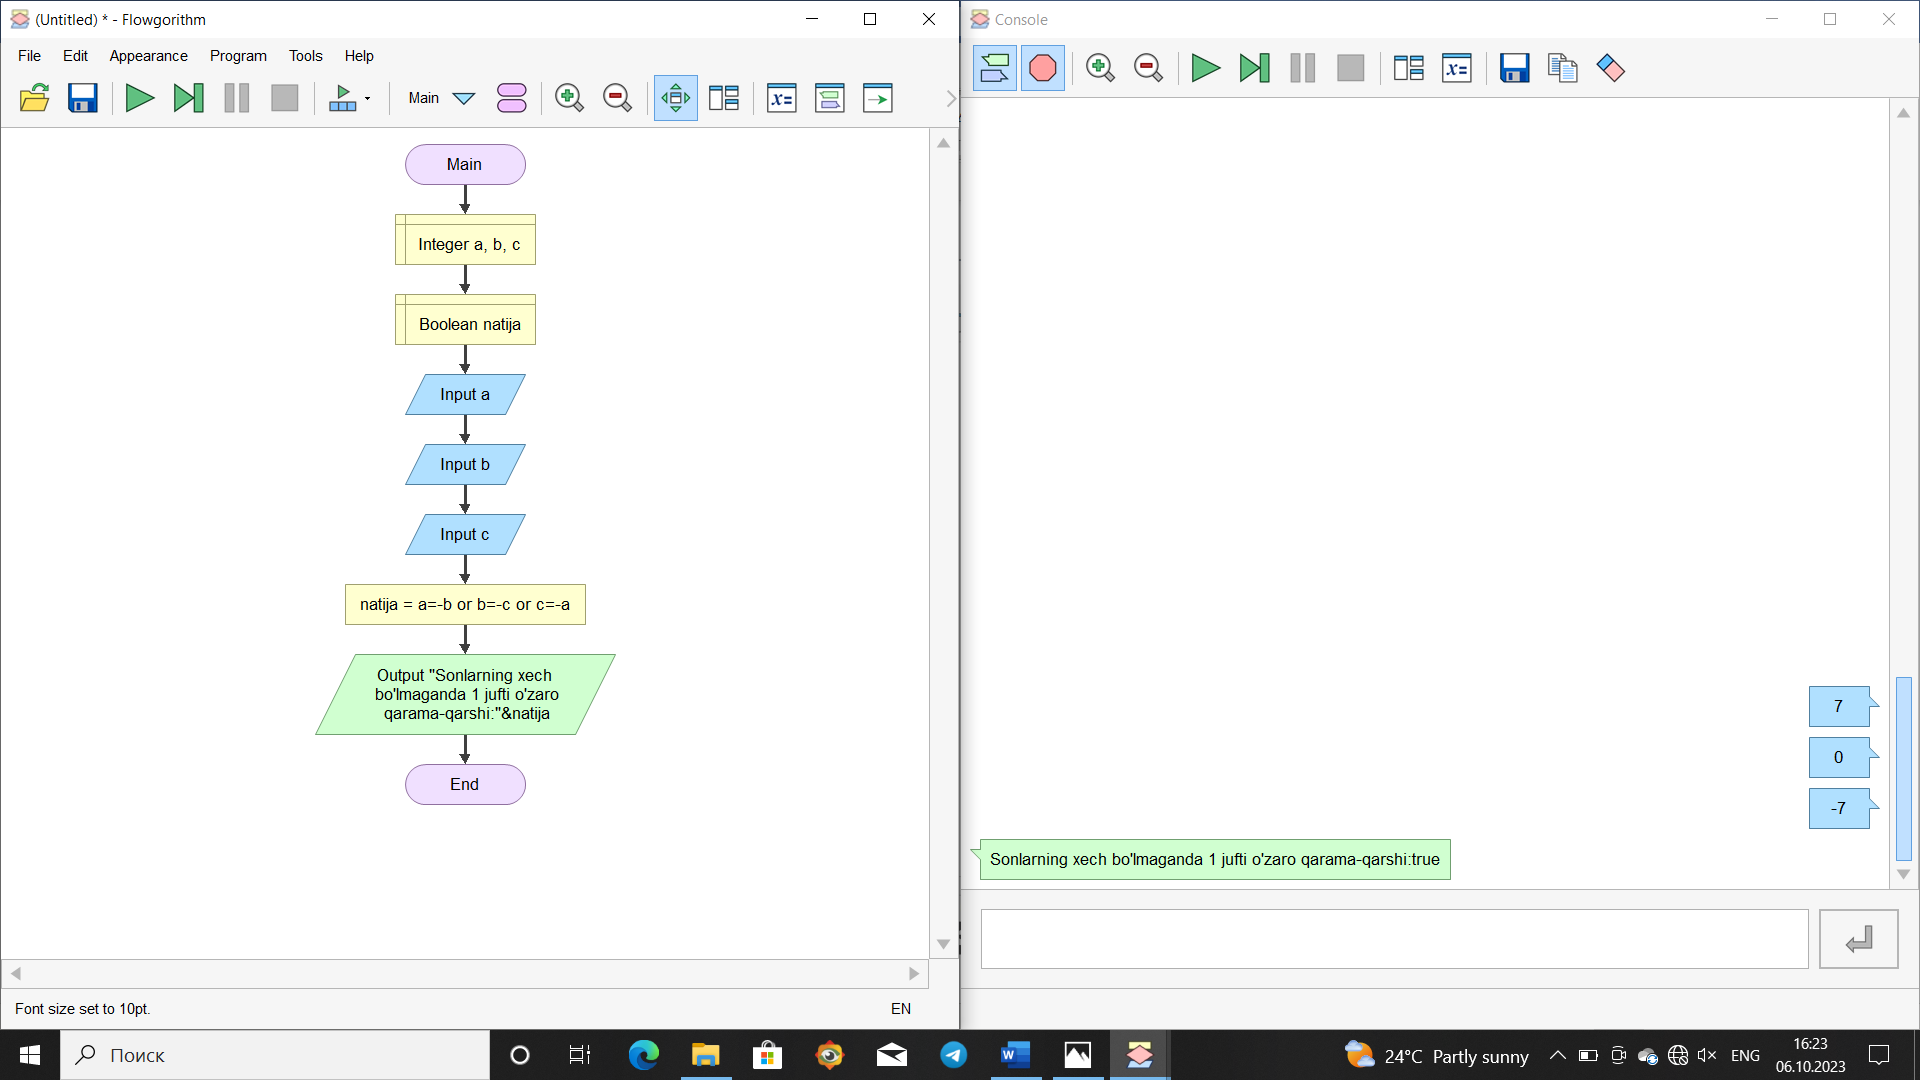 (Untitled) * - Flowgorithm
File Edit Appearance Program Tools Help
Main
Main
Integer a, b, c
Boolean natija
Input a
Input b
Input c
natija = a=-b or b=-c or c=-a
Output "Sonlarning xech
bo'lmaganda 1 jufti o'zaro
qarama-qarshi:"&natija
End
Font size set to 10pt.
EN
Console
7
0
-7
Sonlarning xech bo'lmaganda 1 jufti o'zaro qarama-qarshi:true
Поиск
24°C Partly sunny
ENG
16:23
06.10.2023